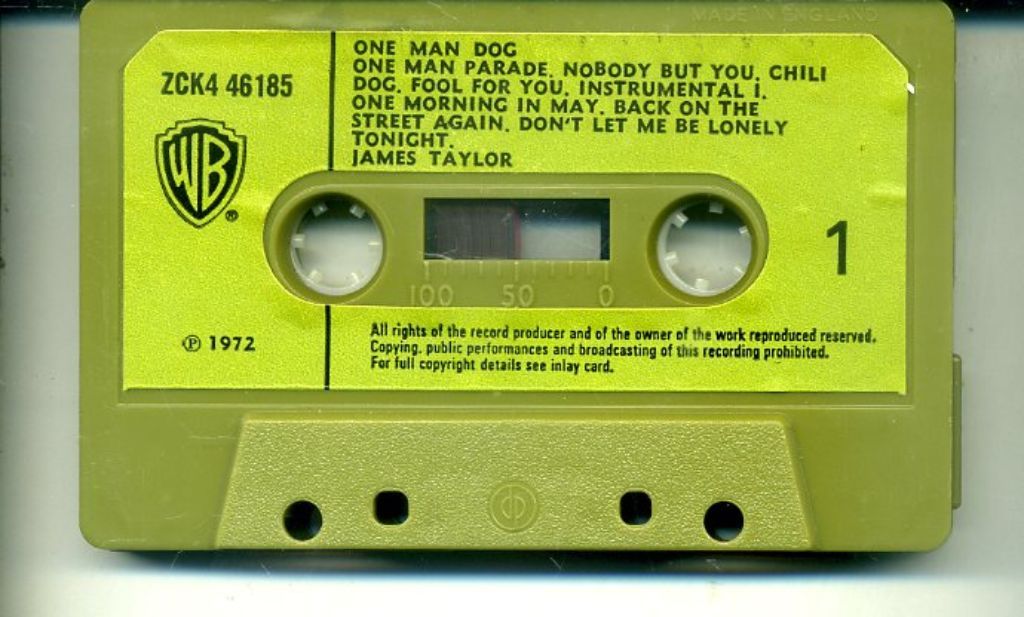 MADE IN ENGLAND
ZCK4 46185
WB
®
℗ 1972
ONE MAN DOG
ONE MAN PARADE. NOBODY BUT YOU. CHILI
DOG. FOOL FOR YOU. INSTRUMENTAL I.
ONE MORNING IN MAY. BACK ON THE
STREET AGAIN. DON'T LET ME BE LONELY
TONIGHT.
JAMES TAYLOR
1
100 50 0
All rights of the record producer and of the owner of the work reproduced reserved.
Copying. public performances and broadcasting of this recording prohibited.
For full copyright details see inlay card.